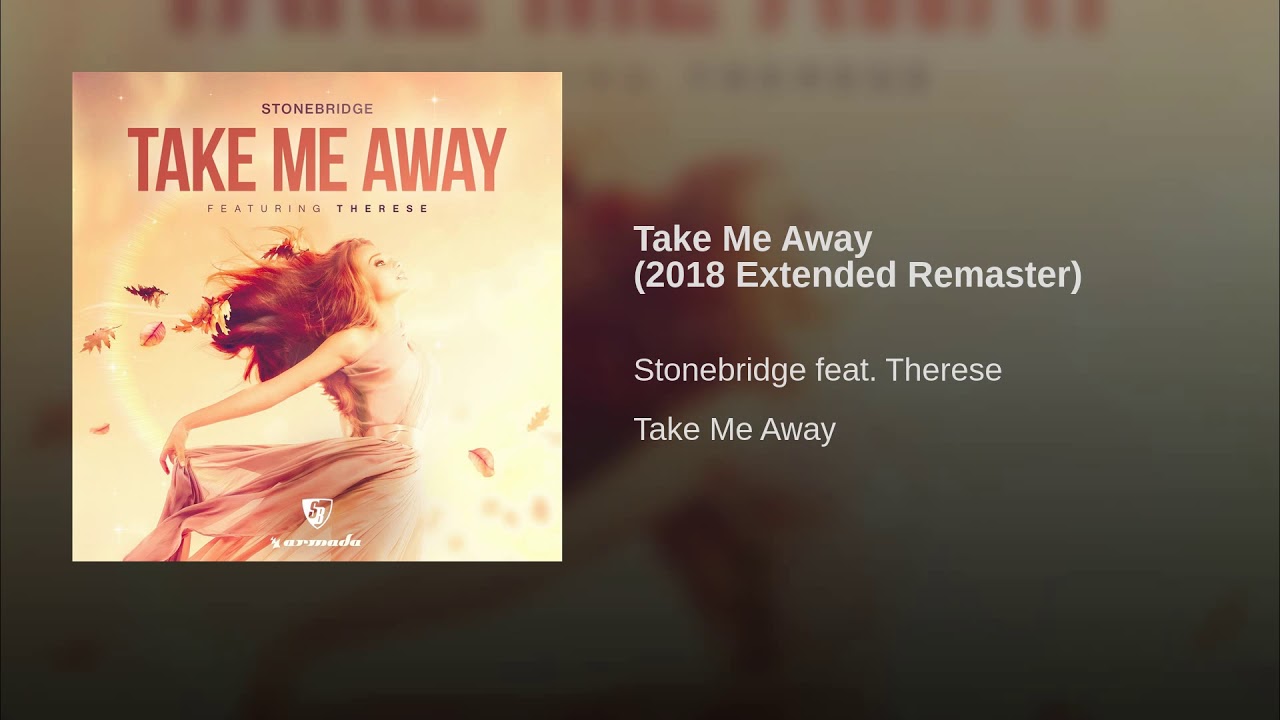 STONEBRIDGE
TAKE ME AWAY
FEATURING THERESE
SB
armada
Take Me Away
(2018 Extended Remaster)
Stonebridge feat. Therese
Take Me Away